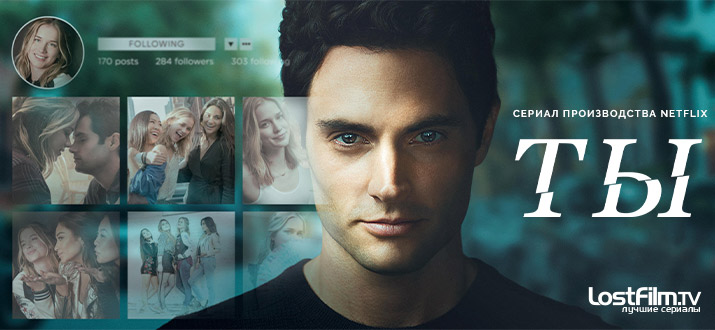 FOLLOWING
170 posts 284 followers 303 following
СЕРИАЛ ПРОИЗВОДСТВА NETFLIX
ТЫ
LostFilm.TV
лучшие сериалы